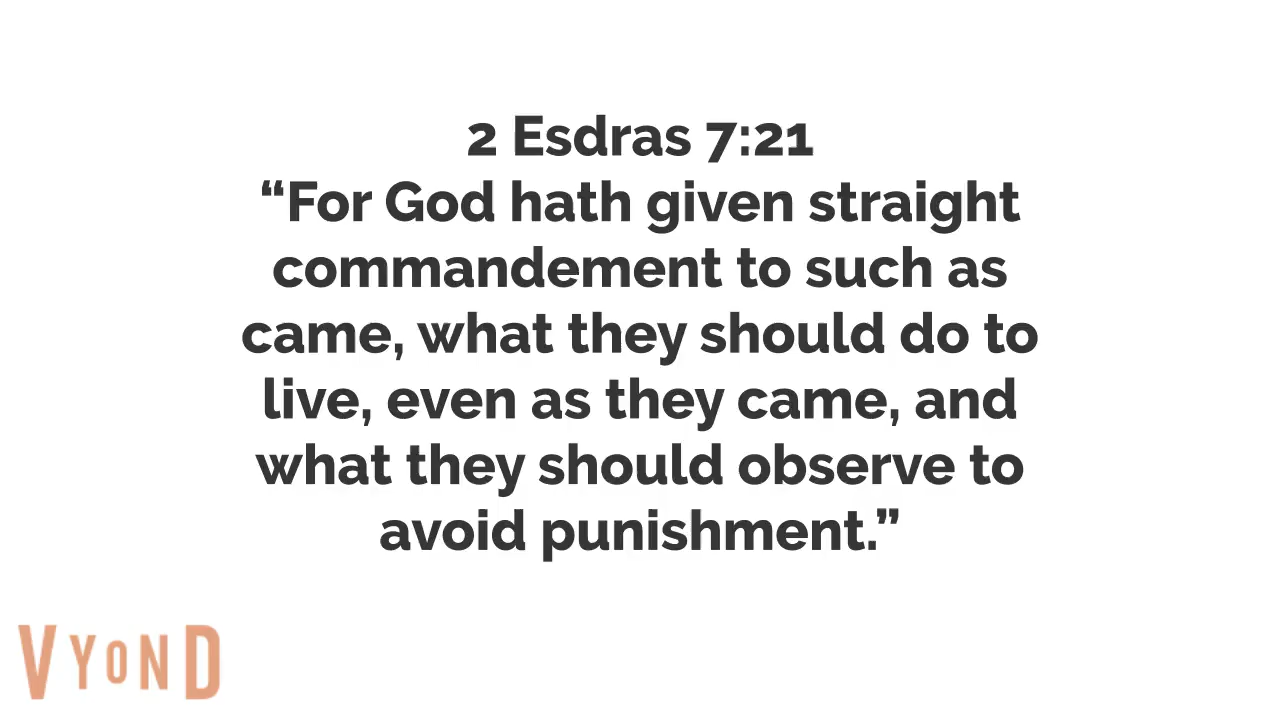 2 Esdras 7:21
“For God hath given straight
commandement to such as
came, what they should do to
live, even as they came, and
what they should observe to
avoid punishment.”
VYOND